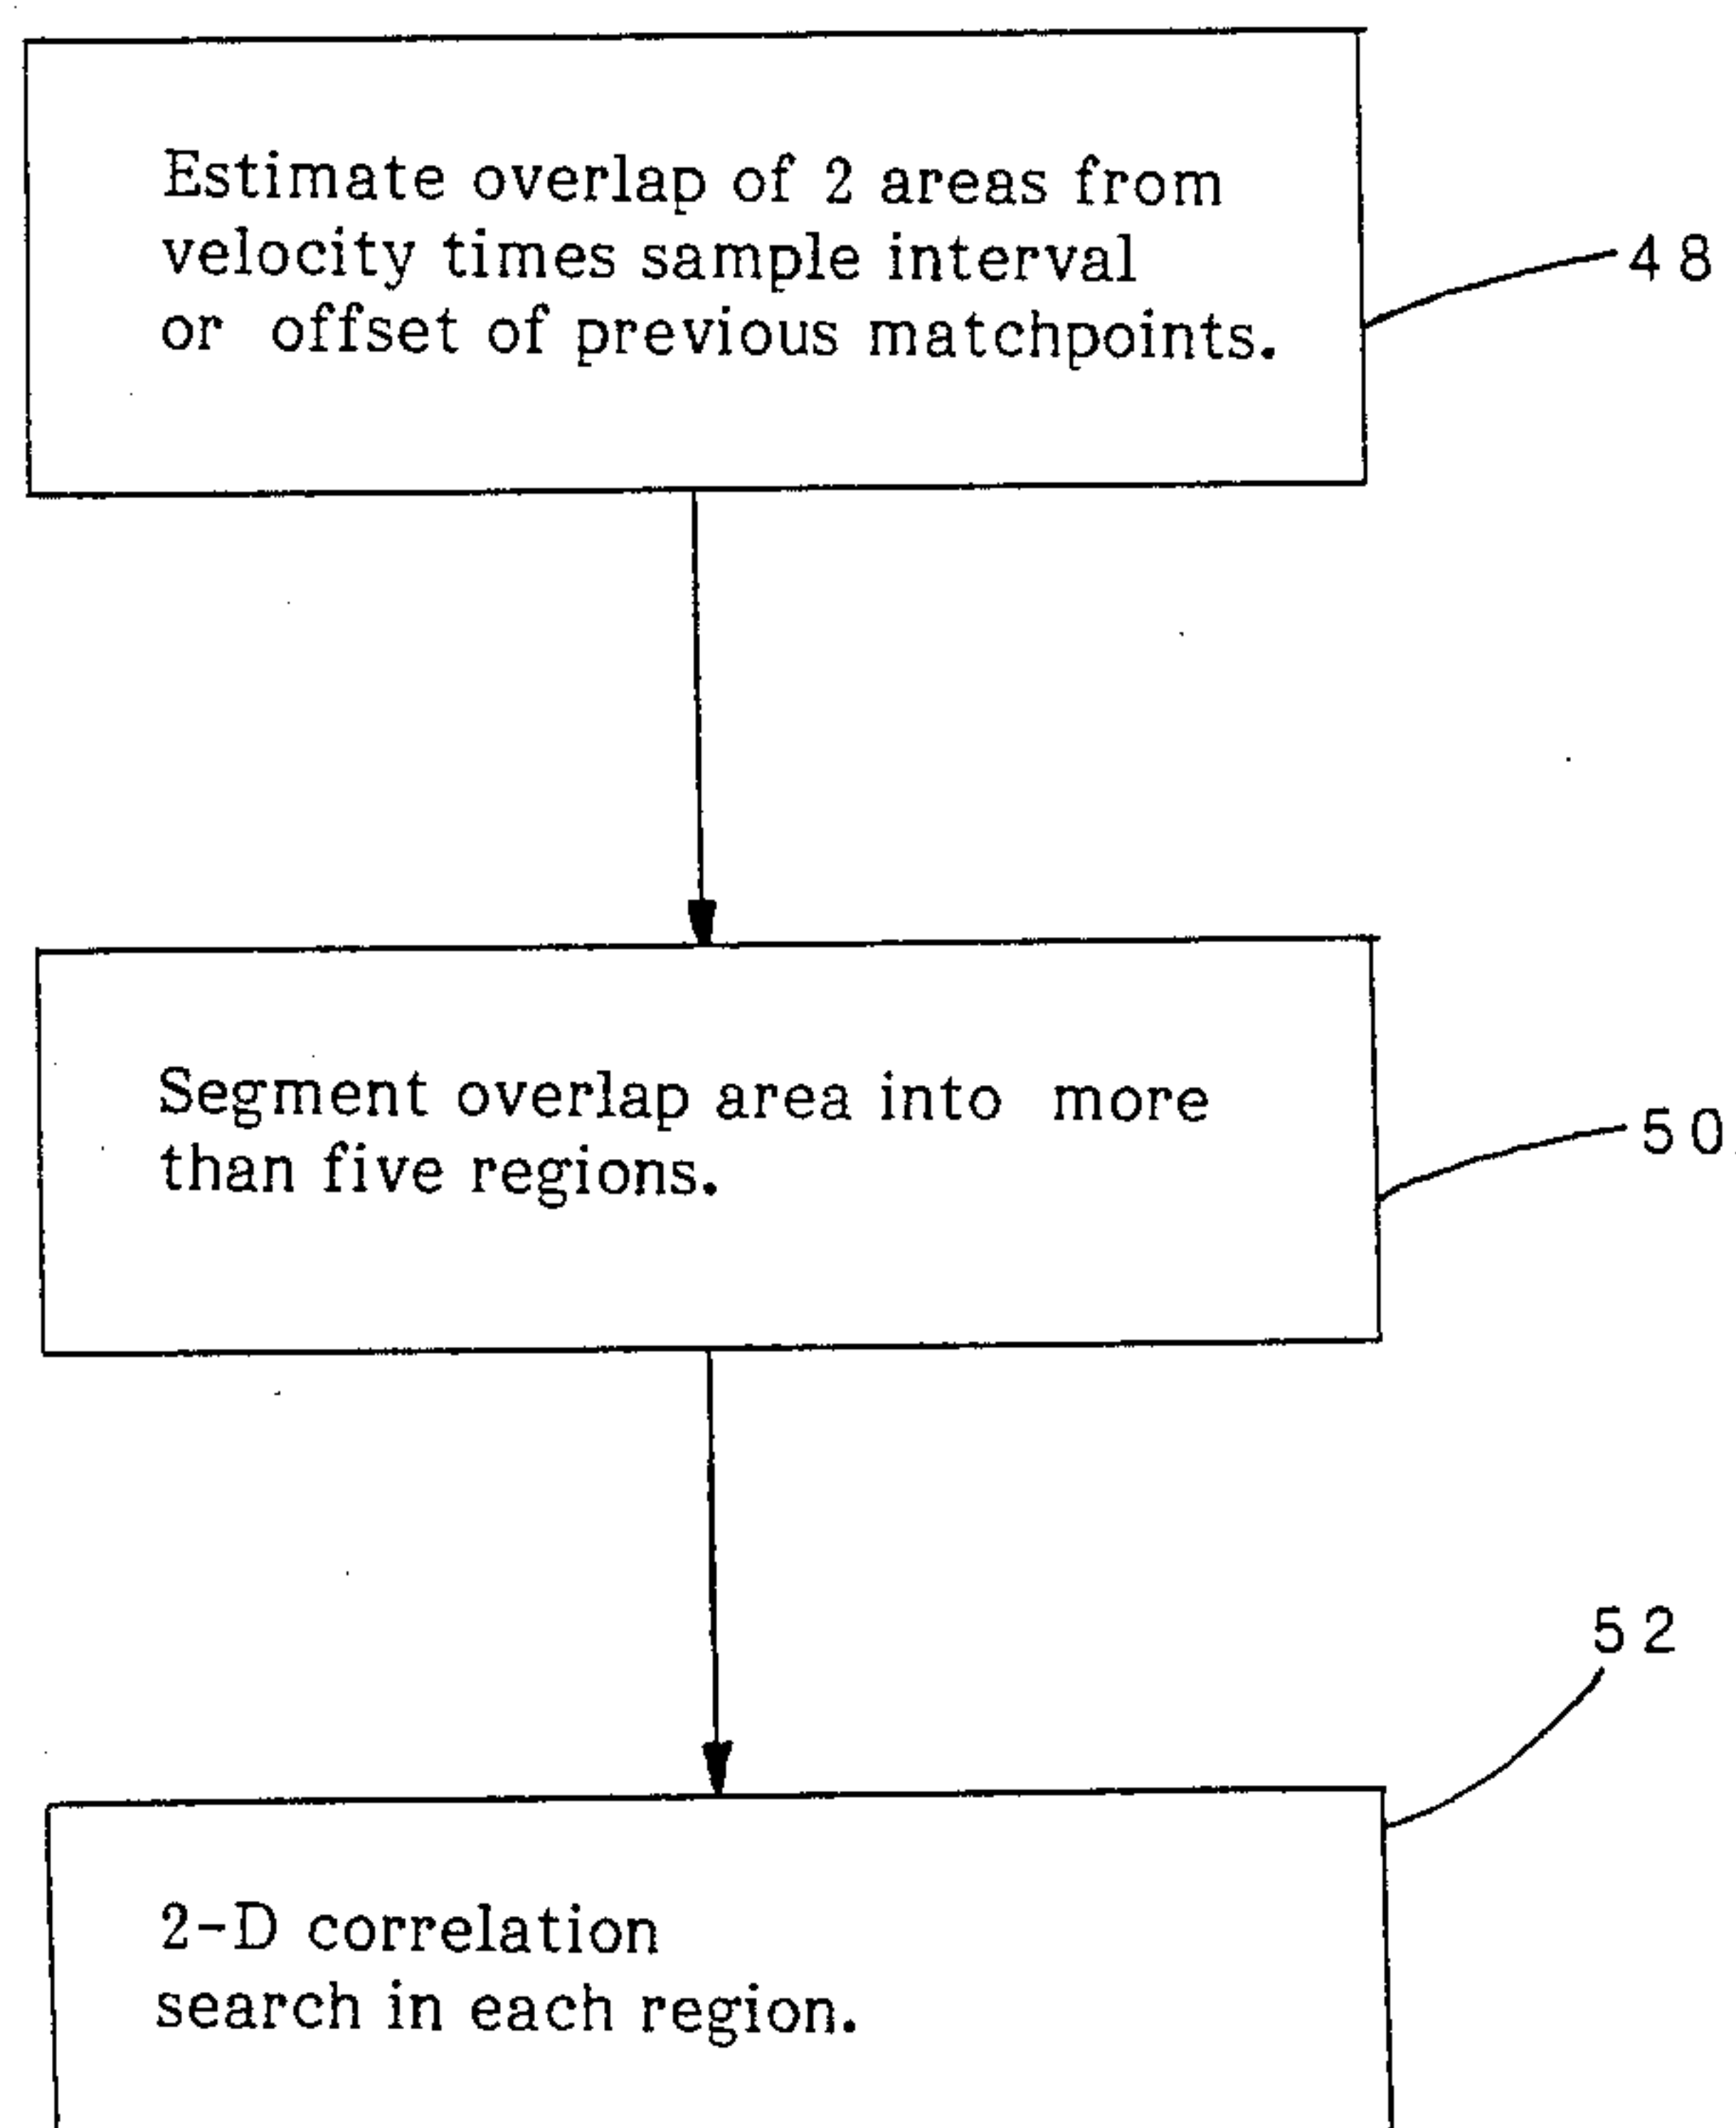 Estimate overlap of 2 areas from
velocity times sample interval
or offset of previous matchpoints.
48
Segment overlap area into more
than five regions.
50
52
2-D correlation
search in each region.